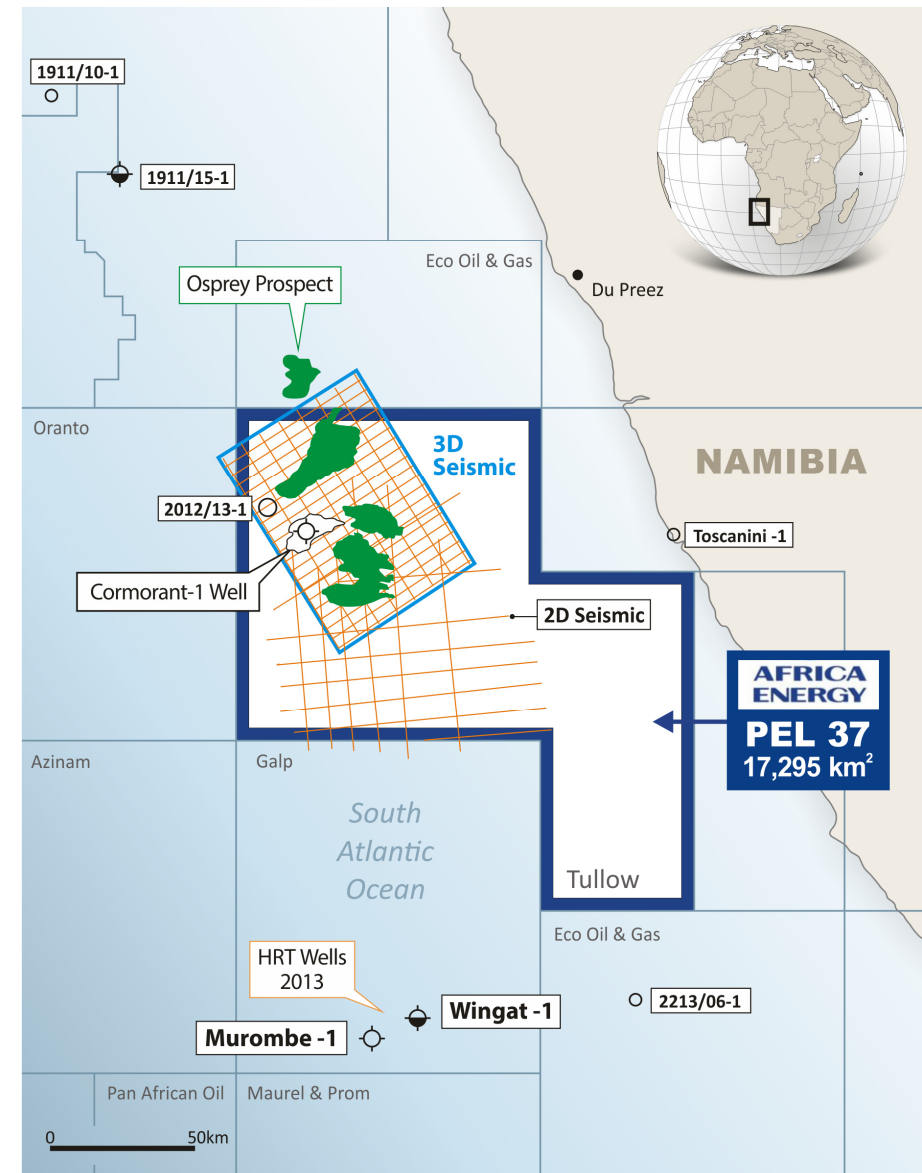 1911/10-1
1911/15-1
Eco Oil & Gas
Osprey Prospect
Du Preez
Oranto
3D
Seismic
NAMIBIA
2012/13-1
Toscanini -1
Cormorant-1 Well
2D Seismic
AFRICA
ENERGY
PEL 37
17,295 km²
Azinam
Galp
South
Atlantic
Ocean
Tullow
Eco Oil & Gas
HRT Wells
2013
2213/06-1
Wingat -1
Murombe -1
Pan African Oil
Maurel & Prom
0
50km